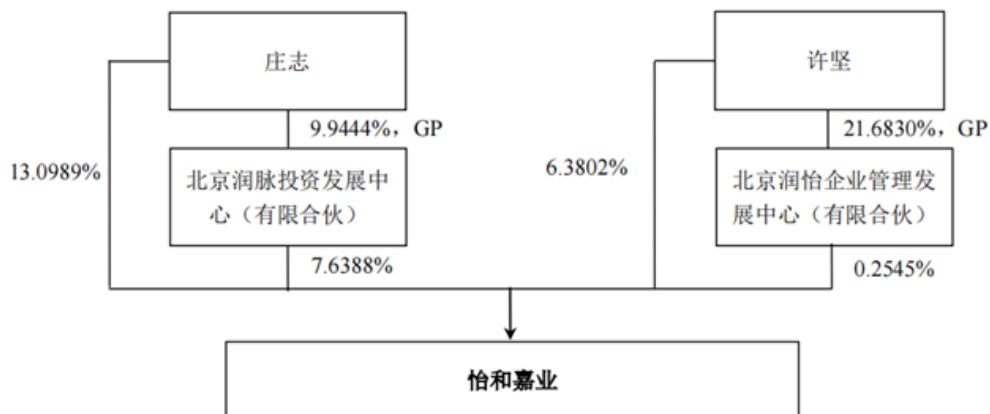 庄志
许坚
9.9444%，GP
21.6830%，GP
13.0989%
6.3802%
北京润脉投资发展中
心（有限合伙）
北京润怡企业管理发
展中心（有限合伙）
7.6388%
0.2545%
怡和嘉业